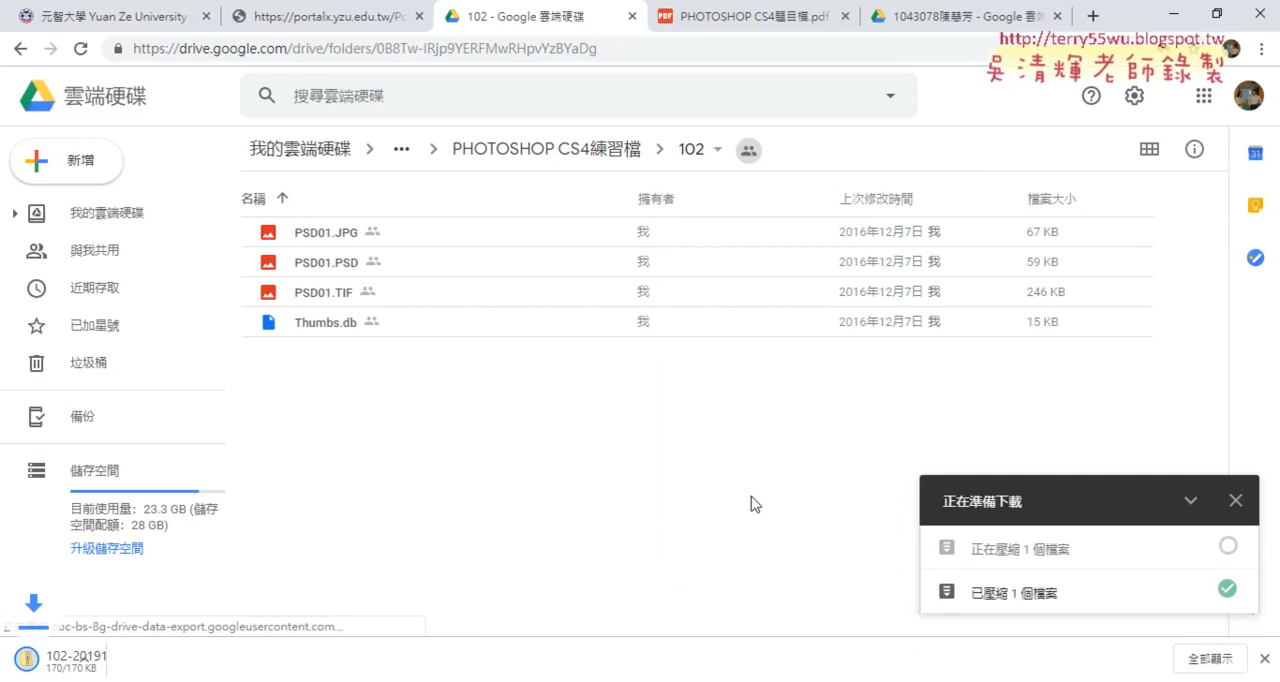 元智大學 Yuan Ze University
https://portalx.yzu.edu.tw/Po
102 - Google 雲端硬碟
PHOTOSHOP CS4題目檔.pdf
1043078陳慧芳 - Google 雲端
https://drive.google.com/drive/folders/0B8Tw-IRjp9YERFMwRHpvYzBYaDg
http://terry55wu.blogspot.tw
吳清輝老師錄製
雲端硬碟
搜尋雲端硬碟
新增
我的雲端硬碟
PHOTOSHOP CS4練習檔
102
名稱
擁有者
上次修改時間
檔案大小
PSD01.JPG
我
2016年12月7日 我
67 KB
PSD01.PSD
我
2016年12月7日 我
59 KB
PSD01.TIF
我
2016年12月7日 我
246 KB
Thumbs.db
我
2016年12月7日 我
15 KB
我的雲端硬碟
與我共用
近期存取
已加星號
垃圾桶
備份
儲存空間
目前使用量：23.3 GB (儲存
空間配額：28 GB)
升級儲存空間
31
正在準備下載
正在壓縮 1 個檔案
已壓縮 1 個檔案
oc-bs-8g-drive-data-export.googleusercontent.com...
102-20191
170/170 KB
全部顯示